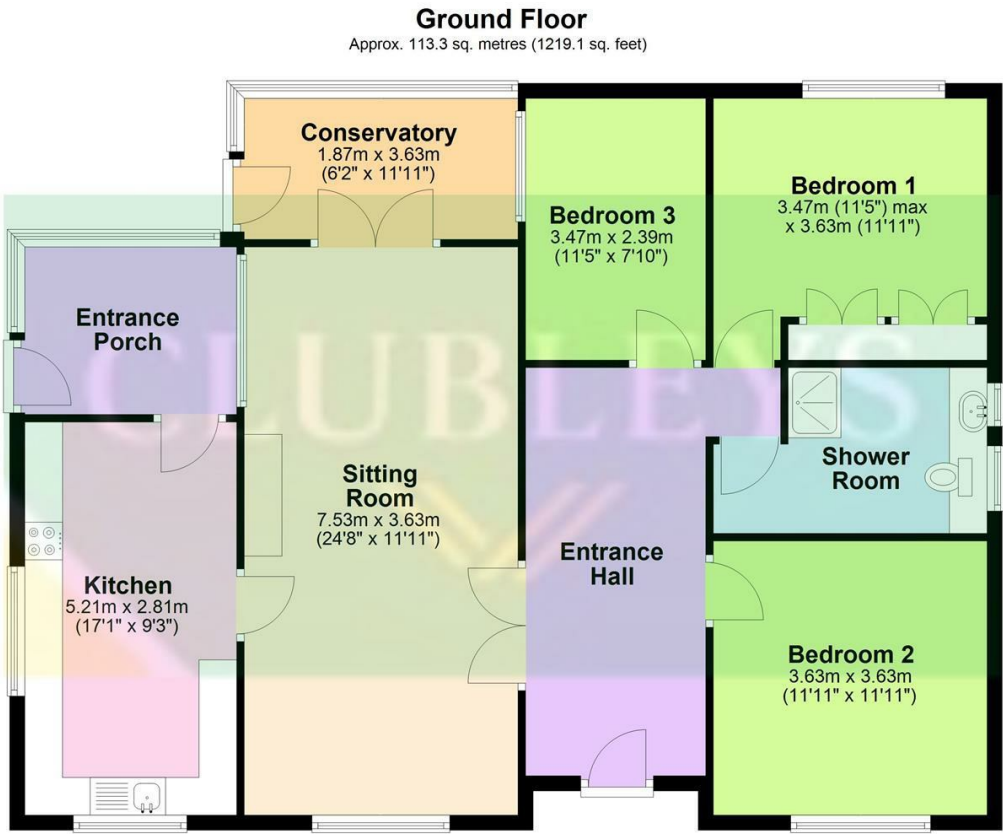 Ground Floor
Approx. 113.3 sq. metres (1219.1 sq. feet)
Conservatory
1.87m x 3.63m
(6'2" x 11'11")
Bedroom 3
3.47m x 2.39m
(11'5" x 7'10")
Bedroom 1
3.47m (11'5") max
x 3.63m (11'11")
Entrance
Porch
CLUBLEYS
Sitting
Room
7.53m x 3.63m
(24'8" x 11'11")
Shower
Room
Entrance
Hall
Kitchen
5.21m x 2.81m
(17'1" x 9'3")
Bedroom 2
3.63m x 3.63m
(11'11" x 11'11")